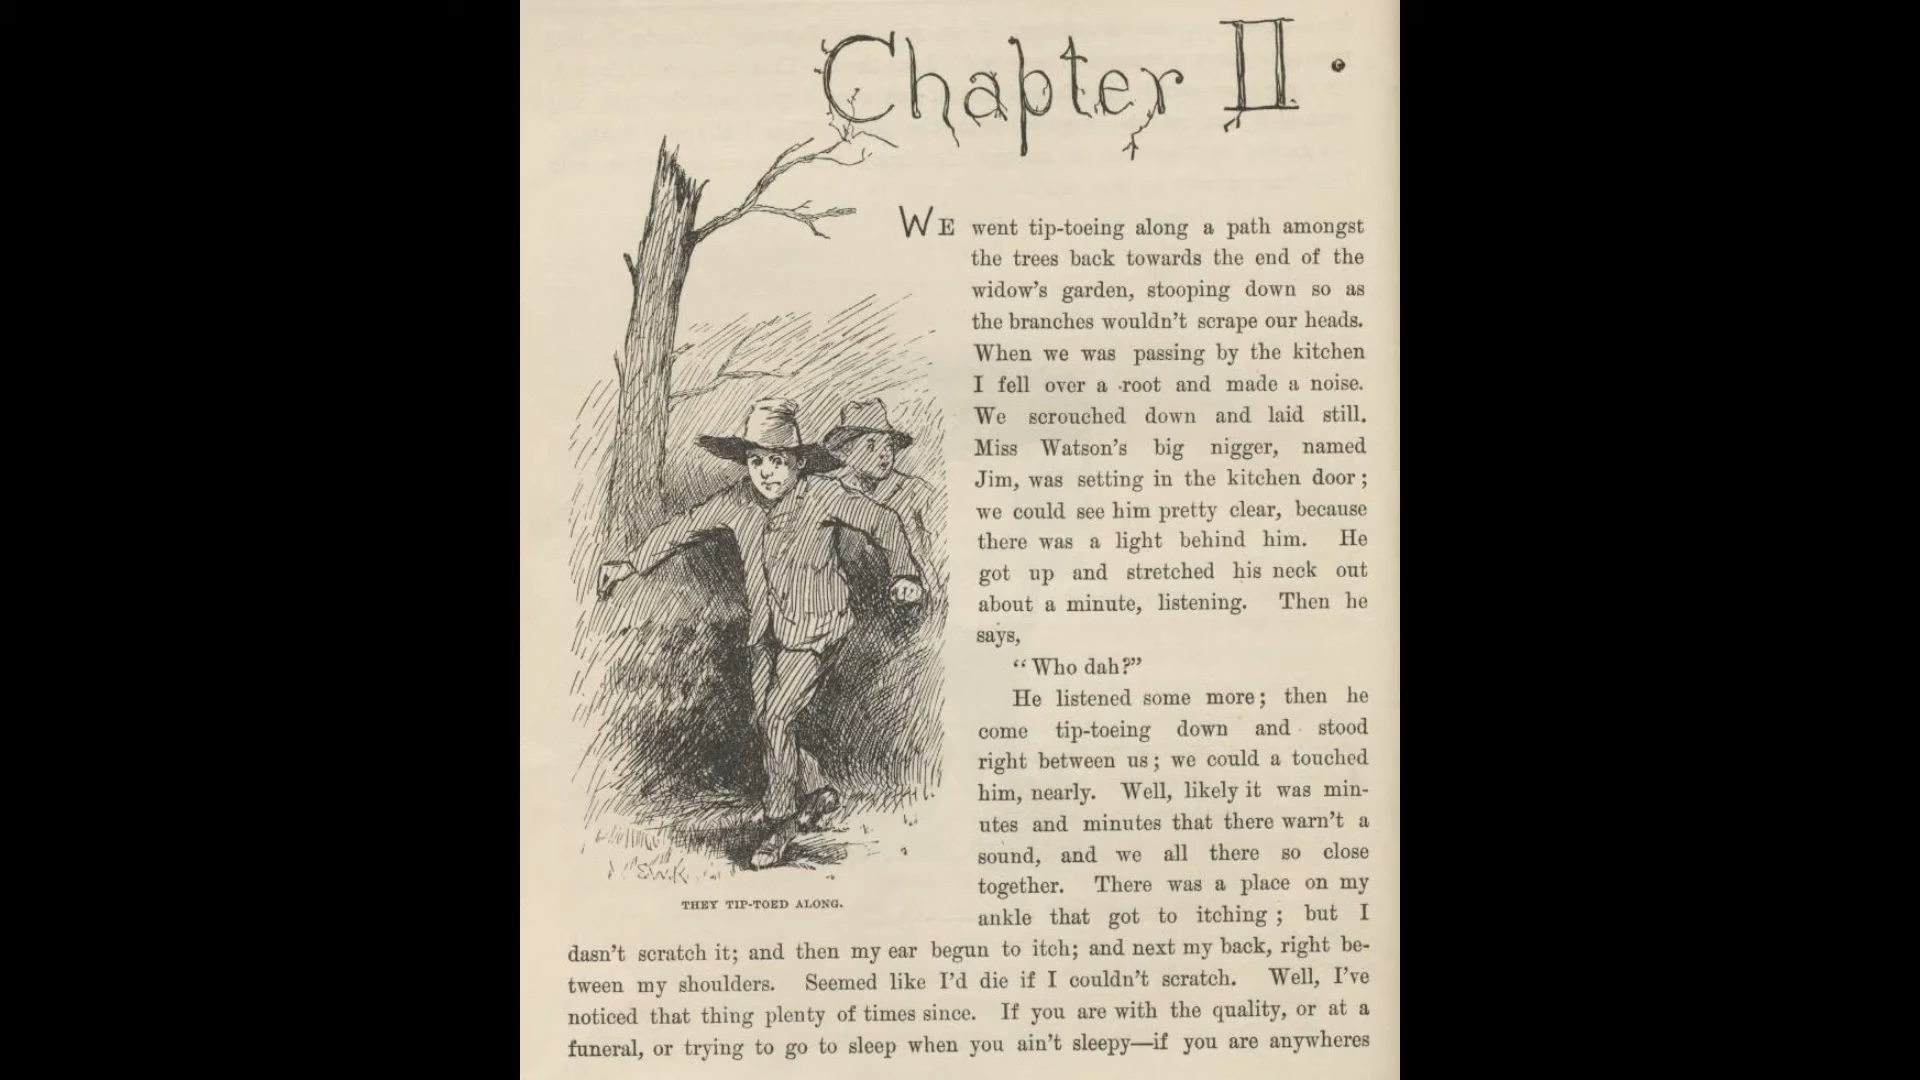 Chapter II.
WE went tip-toeing along a path amongst
the trees back towards the end of the
widow's garden, stooping down so as
the branches wouldn't scrape our heads.
When we was passing by the kitchen
I fell over a root and made a noise.
We scrouched down and laid still.
Miss Watson's big nigger, named
Jim, was setting in the kitchen door;
we could see him pretty clear, because
there was a light behind him. He
got up and stretched his neck out
about a minute, listening. Then he
says,
"Who dah?"
He listened some more; then he
come tip-toeing down and stood
right between us; we could a touched
him, nearly. Well, likely it was min-
utes and minutes that there warn't a
sound, and we all there so close
together. There was a place on my
ankle that got to itching; but I
dasn't scratch it; and then my ear begun to itch; and next my back, right be-
tween my shoulders. Seemed like I'd die if I couldn't scratch. Well, I've
noticed that thing plenty of times since. If you are with the quality, or at a
funeral, or trying to go to sleep when you ain't sleepy—if you are anywheres
E.W.K.
THEY TIP-TOED ALONG.